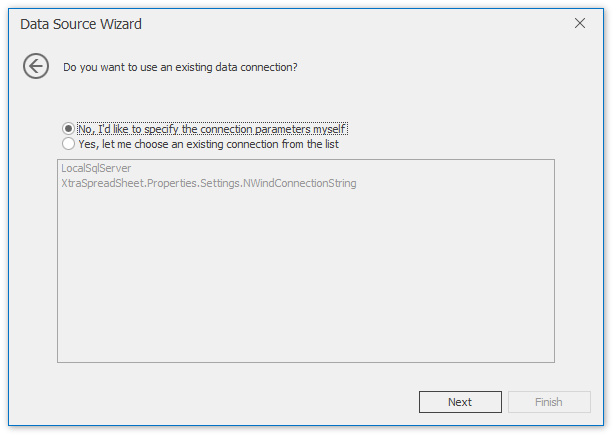 Data Source Wizard
Do you want to use an existing data connection?
No, I'd like to specify the connection parameters myself
Yes, let me choose an existing connection from the list
LocalSqlServer
XtraSpreadSheet.Properties.Settings.NWindConnectionString
Next
Finish